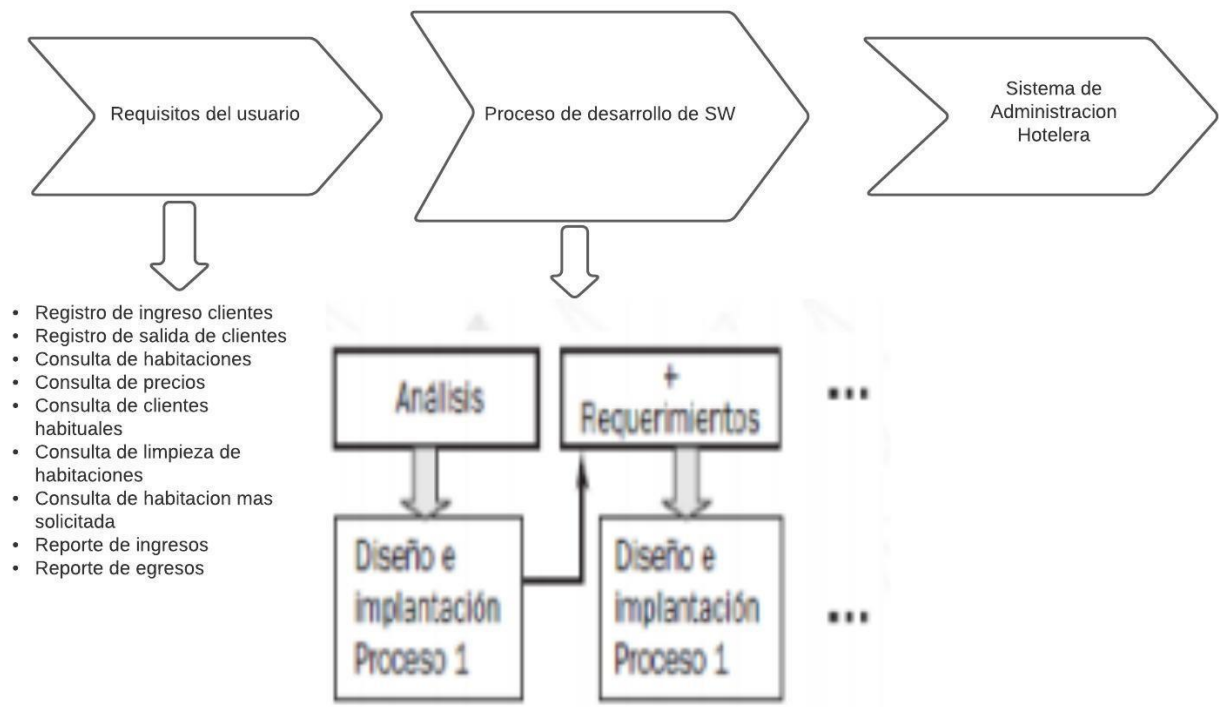 Requisitos del usuario
Proceso de desarrollo de SW
Sistema de
Administracion
Hotelera
• Registro de ingreso clientes
• Registro de salida de clientes
• Consulta de habitaciones
• Consulta de precios
• Consulta de clientes
habituales
• Consulta de limpieza de
habitaciones
• Consulta de habitacion mas
solicitada
• Reporte de ingresos
• Reporte de egresos
Análisis
+
Requerimientos
...
Diseño e
implantación
Proceso 1
Diseño e
implantación
Proceso 1
...